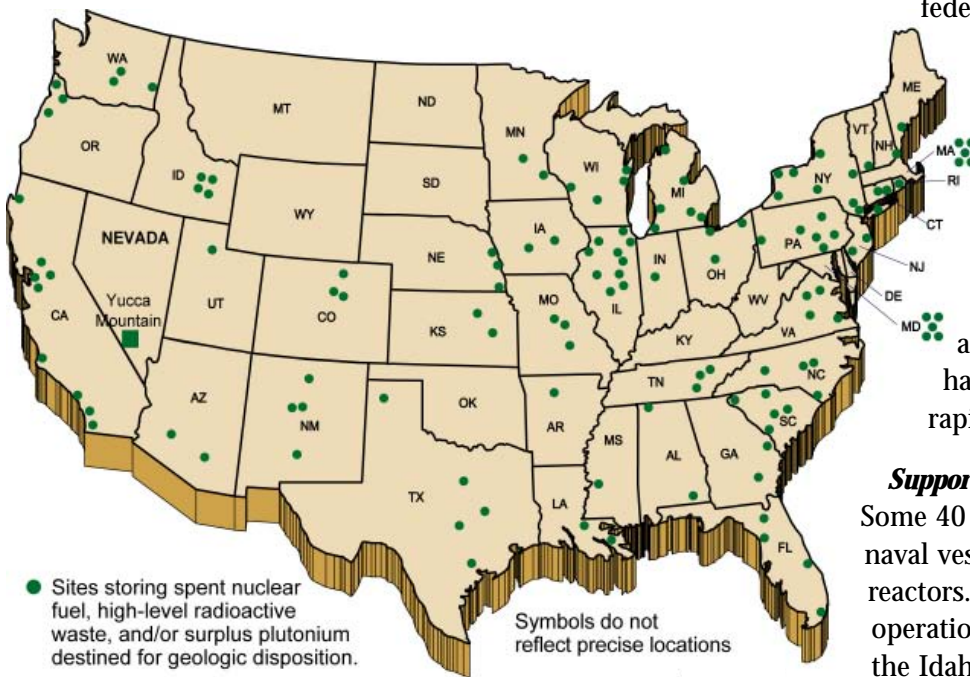 fede
WA
MT
ND
MN
ME
OR
ID
SD
WI
MI
VT
NH
MA
NY
RI
CT
WY
NEVADA
IA
NE
PA
NJ
IN
OH
IL
Yucca
Mountain
UT
CO
CA
KS
MO
WV
VA
DE
MD
KY
a
ha
rapi
AZ
NM
OK
TN
NC
AR
SC
MS
AL
GA
TX
LA
FL
Suppor
Some 40
naval ves
reactors.
operatio
the Idah
Sites storing spent nuclear
fuel, high-level radioactive
waste, and/or surplus plutonium
destined for geologic disposition.
Symbols do not
reflect precise locations